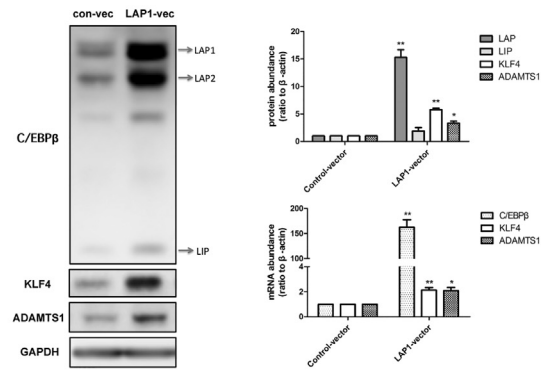 con-vec LAP1-vec
LAP1
LAP2
C/EBPβ
LIP
KLF4
ADAMTS1
GAPDH
LAP
LIP
KLF4
ADAMTS1
protein abundance
(ratio to β -actin)
20
15
10
5
0
**
**
*
Control-vector
LAP1-vector
C/EBPβ
KLF4
ADAMTS1
mRNA abundance
(ratio to β -actin)
200
150
100
50
4
2
0
**
**
*
Control-vector
LAP1-vector